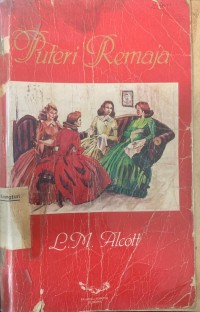 Puteri Remaja
L.M. Alcott